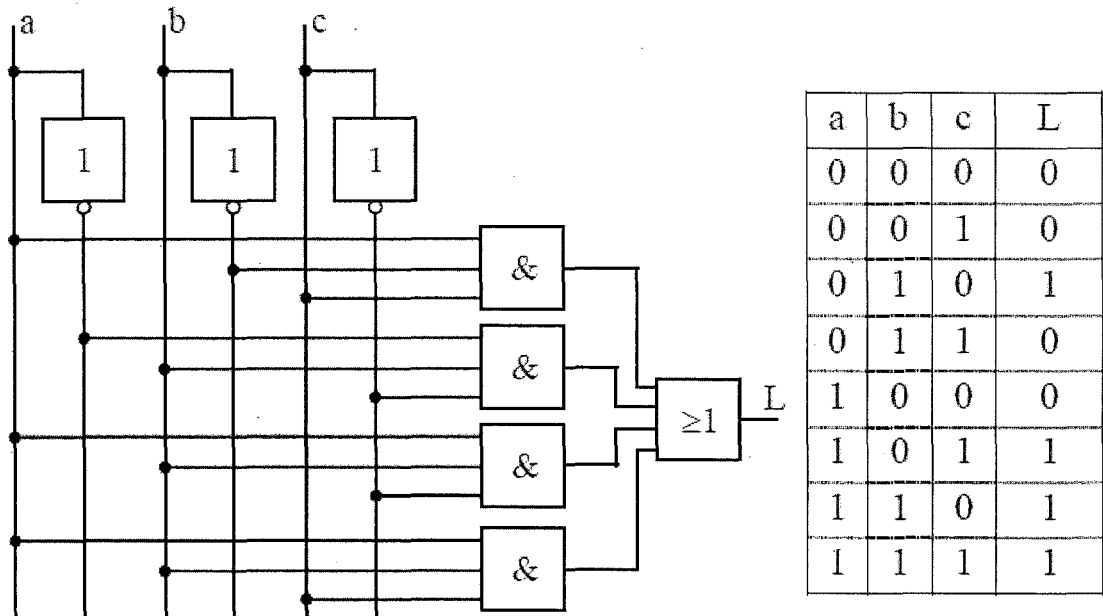 a b c
1 1 1
&
&
&
&
≥1
L
a b c L
0 0 0 0
0 0 1 0
0 1 0 1
0 1 1 0
1 0 0 0
1 0 1 1
1 1 0 1
1 1 1 1